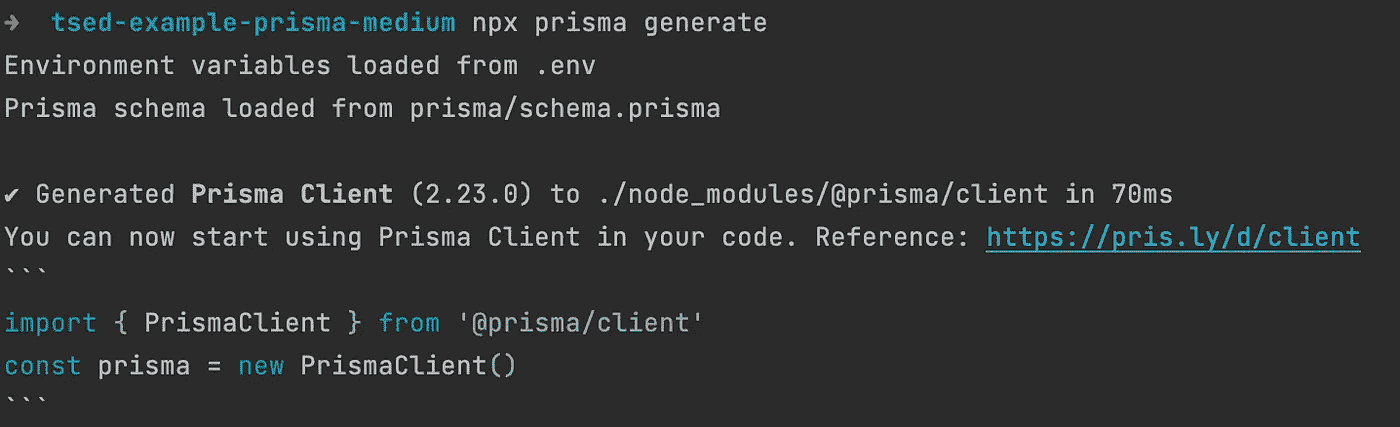 → tsed-example-prisma-medium npx prisma generate
Environment variables loaded from .env
Prisma schema loaded from prisma/schema.prisma
✔ Generated Prisma Client (2.23.0) to ./node_modules/@prisma/client in 70ms
You can now start using Prisma Client in your code. Reference: https://pris.ly/d/client
```
import { PrismaClient } from '@prisma/client'
const prisma = new PrismaClient()
```